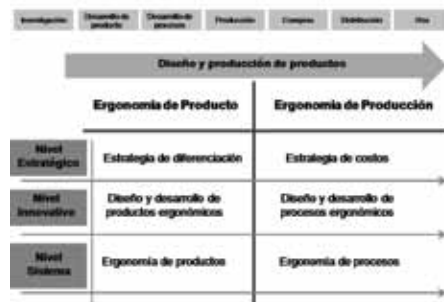 Investigación
Desarrollo de producto
Desarrollo de procesos
Producción
Compras
Distribución
Uso
Diseño y producción de productos
Ergonomía de Producto
Ergonomía de Producción
Nivel Estratégico
Estrategia de diferenciación
Estrategia de costos
Nivel Innovativo
Diseño y desarrollo de
productos ergonómicos
Diseño y desarrollo de
procesos ergonómicos
Nivel Sistema
Ergonomía de productos
Ergonomía de procesos